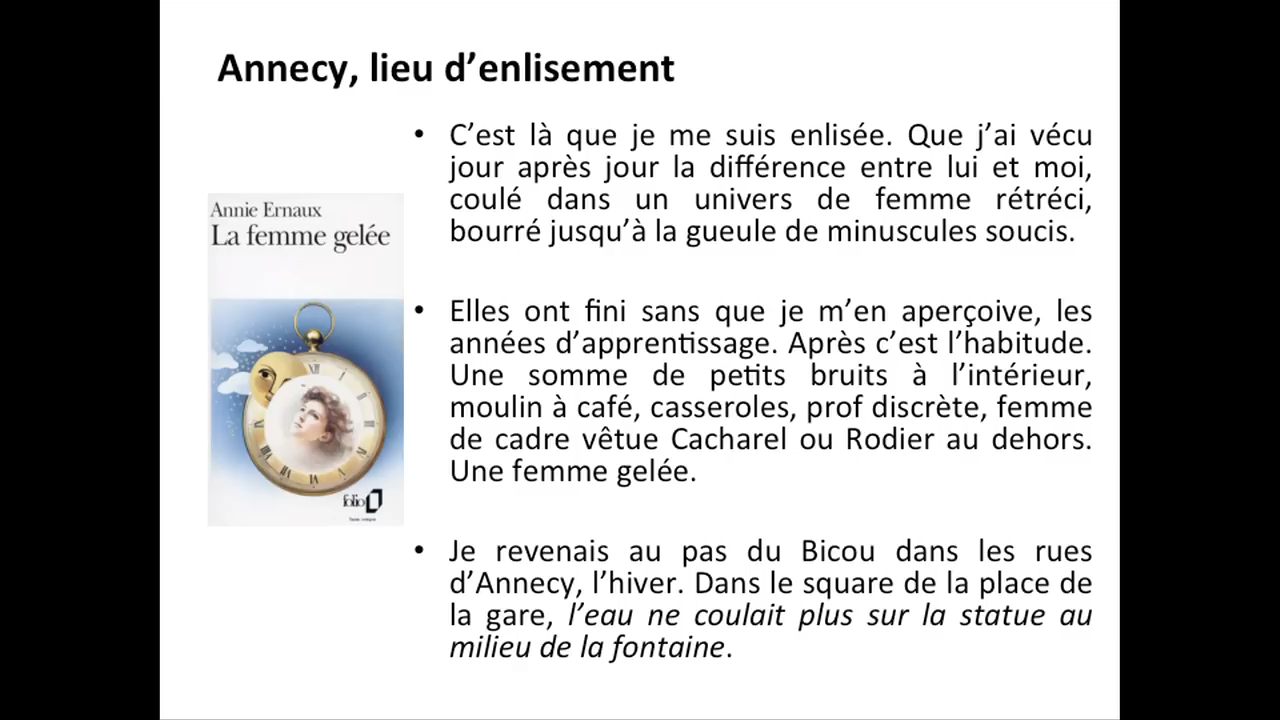 Annecy, lieu d’enlisement
• C’est là que je me suis enlisée. Que j’ai vécu
jour après jour la différence entre lui et moi,
coulé dans un univers de femme rétréci,
bourré jusqu’à la gueule de minuscules soucis.
Annie Ernaux
La femme gelée
folio
• Elles ont fini sans que je m’en aperçoive, les
années d’apprentissage. Après c’est l’habitude.
Une somme de petits bruits à l’intérieur,
moulin à café, casseroles, prof discrète, femme
de cadre vêtue Cacharel ou Rodier au dehors.
Une femme gelée.
• Je revenais au pas du Bicou dans les rues
d’Annecy, l’hiver. Dans le square de la place de
la gare, l’eau ne coulait plus sur la statue au
milieu de la fontaine.